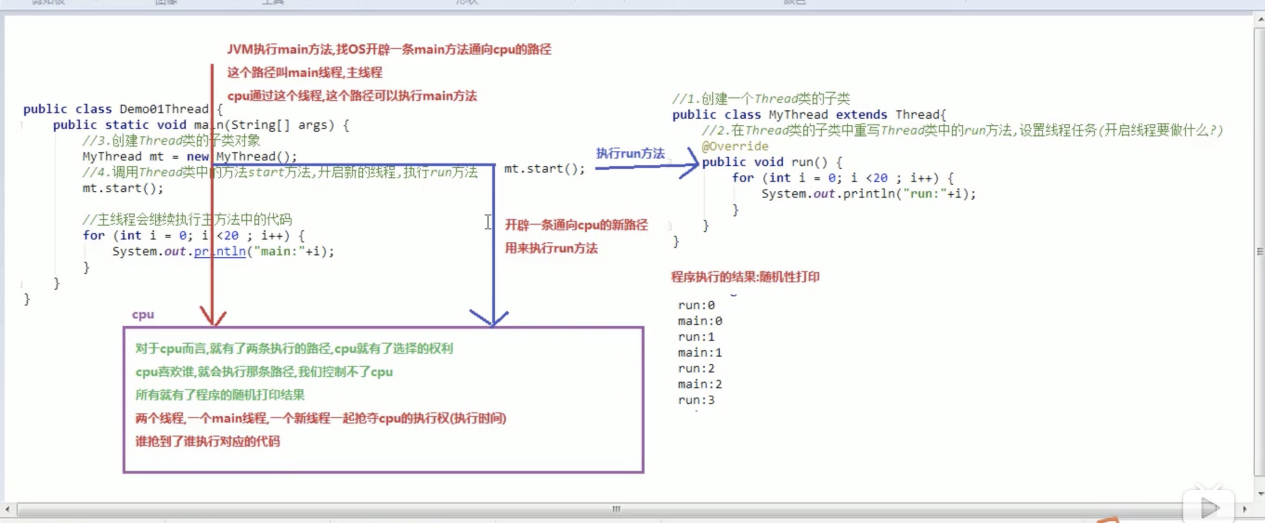 JVM执行main方法,找OS开辟一条main方法通向cpu的路径
这个路径叫main线程,主线程
cpu通过这个线程,这个路径可以执行main方法
public class Demo01Thread {
public static void main(String[] args) {
//3.创建Thread类的子类对象
MyThread mt = new MyThread();
//4.调用Thread类中的方法start方法,开启新的线程,执行run方法
mt.start();
//主线程会继续执行主方法中的代码
for (int i = 0; i <20 ; i++) {
System.out.println("main:"+i);
}
}
}
mt.start();
执行run方法
开辟一条通向cpu的新路径
用来执行run方法
//1.创建一个Thread类的子类
public class MyThread extends Thread{
//2.在Thread类的子类中重写Thread类中的run方法,设置线程任务(开启线程要做什么?)
@Override
public void run() {
for (int i = 0; i <20 ; i++) {
System.out.println("run:"+i);
}
}
}
程序执行的结果:随机性打印
run:0
main:0
run:1
main:1
run:2
main:2
run:3
cpu
对于cpu而言,就有了两条执行的路径,cpu就有了选择的权利
cpu喜欢谁,就会执行那条路径,我们控制不了cpu
所有就有了程序的随机打印结果
两个线程,一个main线程,一个新线程一起抢夺cpu的执行权(执行时间)
谁抢到了谁执行对应的代码